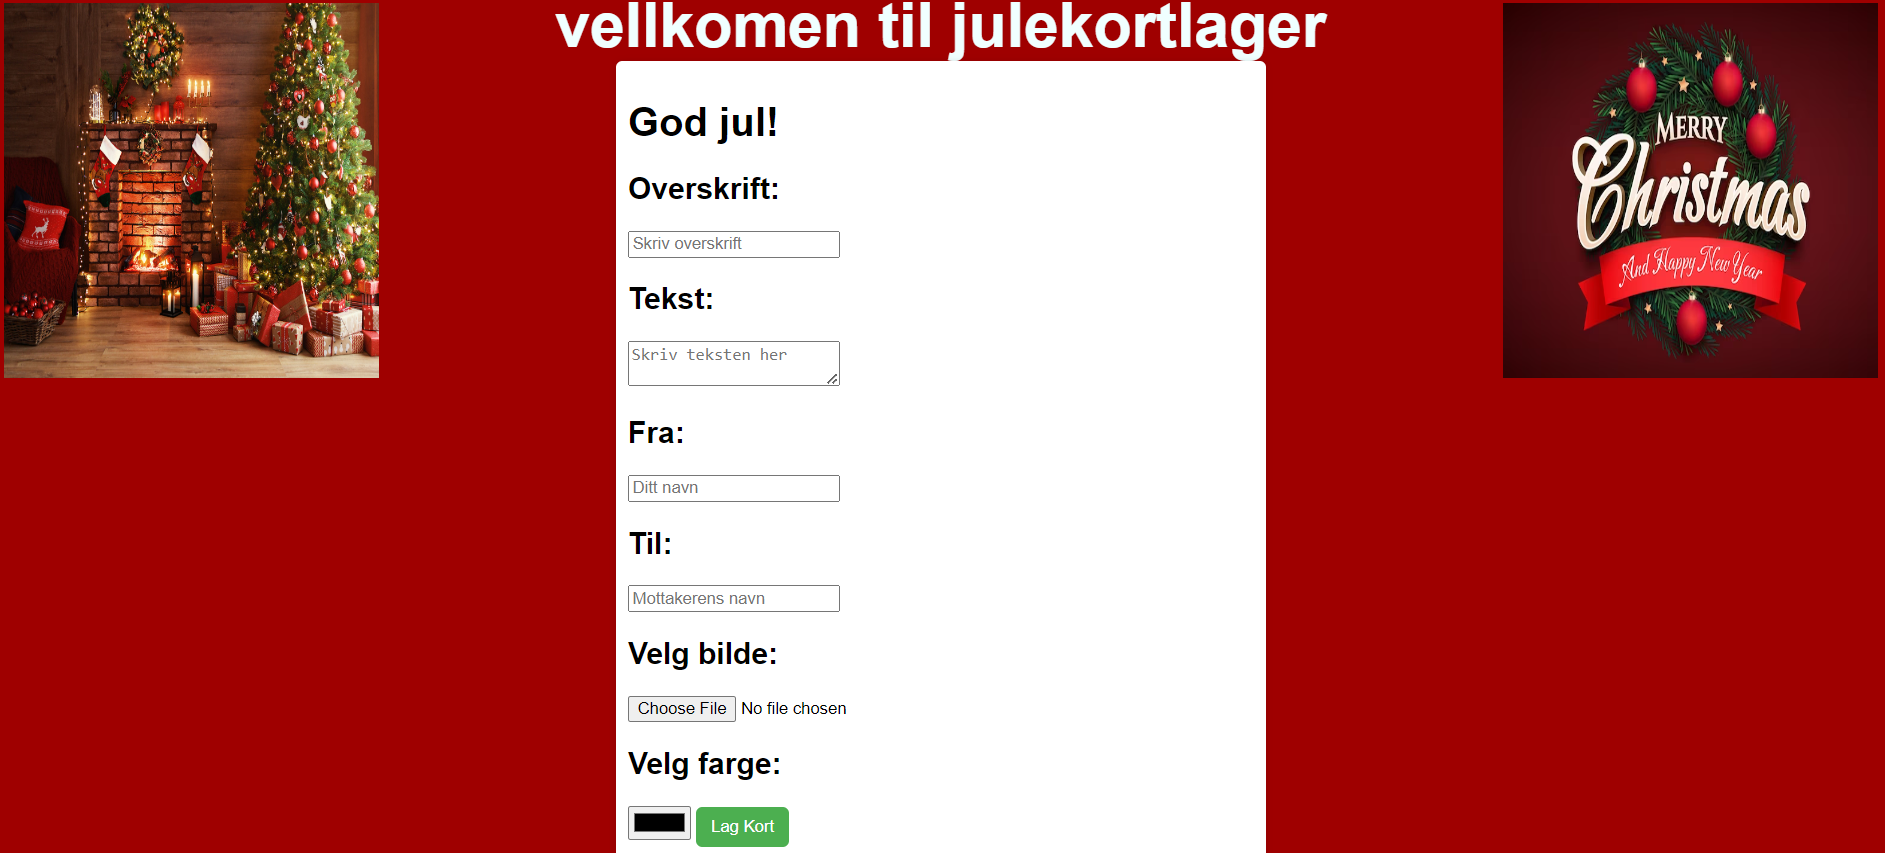 vellkomen til julekortlager
God jul!
Overskrift:
Skriv overskrift
Tekst:
Skriv teksten her
Fra:
Ditt navn
Til:
Mottakerens navn
Velg bilde:
Choose File No file chosen
Velg farge:
Lag Kort
MERRY
Christmas
And Happy New Year